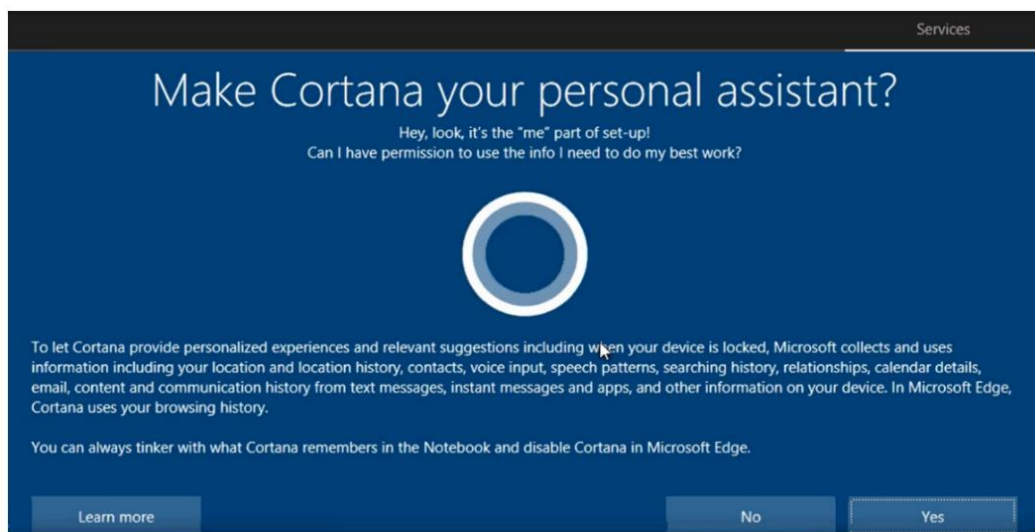 Services
Make Cortana your personal assistant?
Hey, look, it's the "me" part of set-up!
Can I have permission to use the info I need to do my best work?
To let Cortana provide personalized experiences and relevant suggestions including when your device is locked, Microsoft collects and uses
information including your location and location history, contacts, voice input, speech patterns, searching history, relationships, calendar details,
email, content and communication history from text messages, instant messages and apps, and other information on your device. In Microsoft Edge,
Cortana uses your browsing history.
You can always tinker with what Cortana remembers in the Notebook and disable Cortana in Microsoft Edge.
Learn more
No
Yes